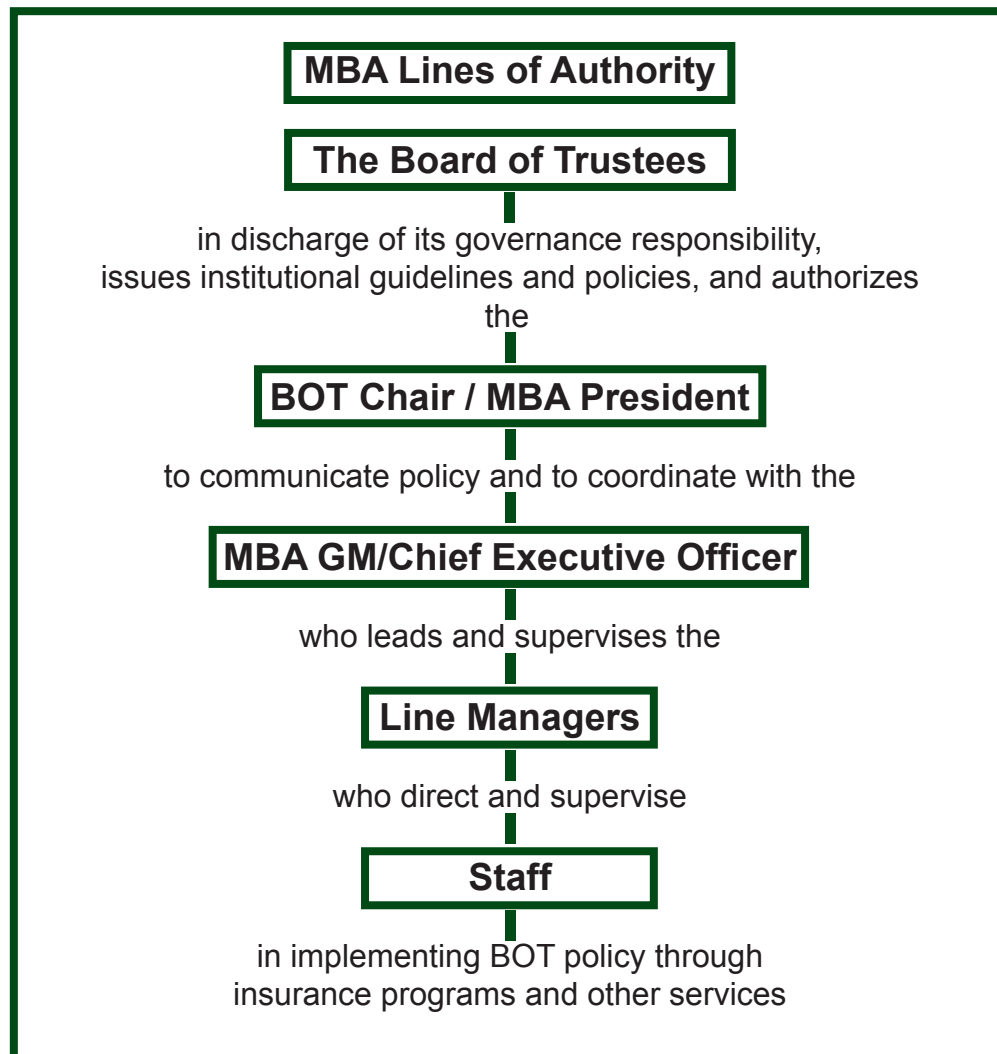 MBA Lines of Authority
The Board of Trustees
in discharge of its governance responsibility,
issues institutional guidelines and policies, and authorizes
the
BOT Chair / MBA President
to communicate policy and to coordinate with the
MBA GM/Chief Executive Officer
who leads and supervises the
Line Managers
who direct and supervise
Staff
in implementing BOT policy through
insurance programs and other services